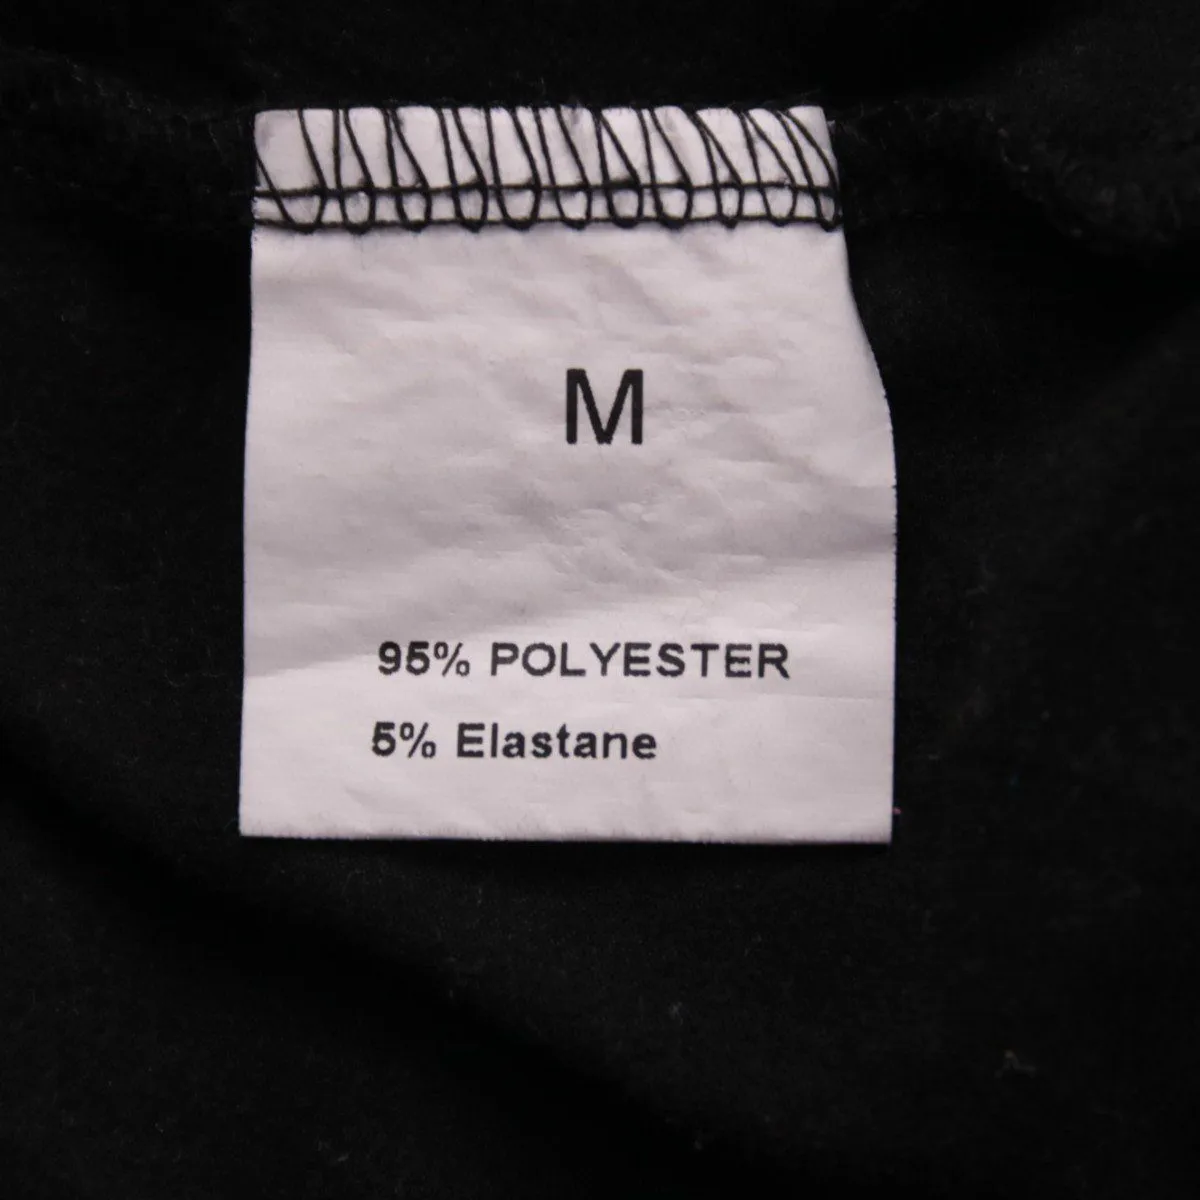 M
95% POLYESTER
5% Elastane